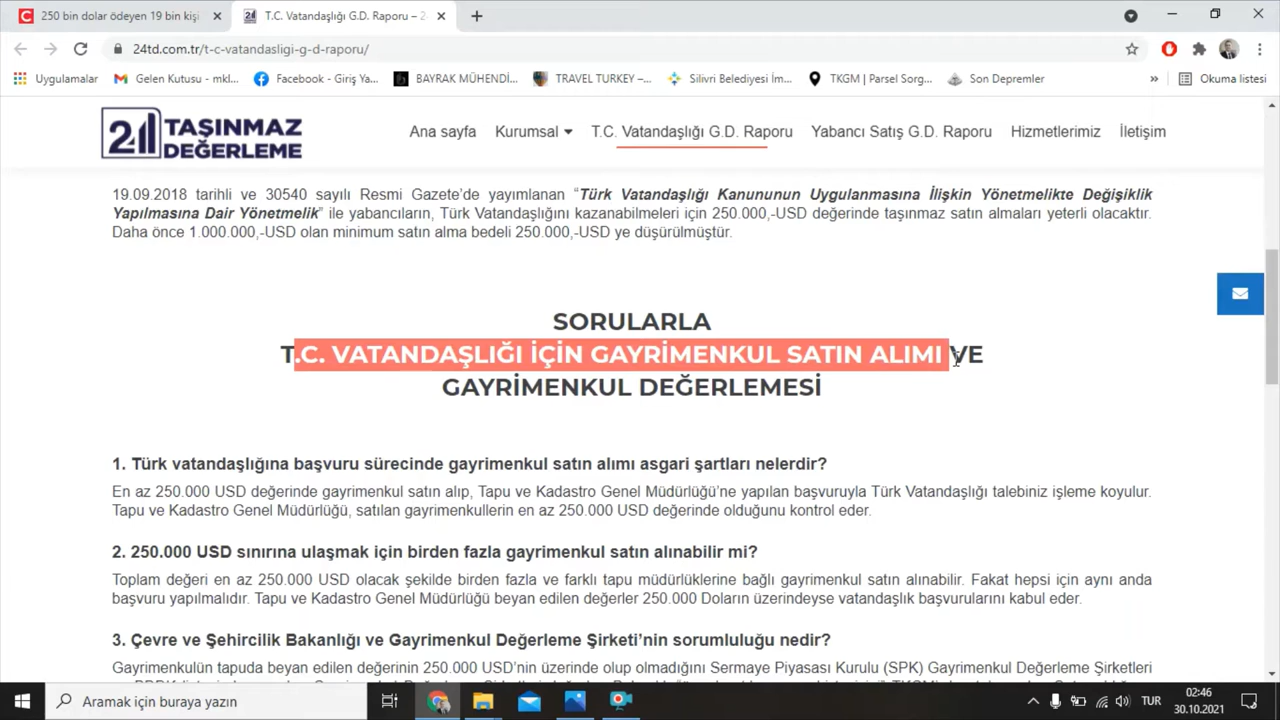 250 bin dolar ödeyen 19 bin kişi
T.C. Vatandaşlığı G.D. Raporu – 2
24td.com.tr/t-c-vatandasligi-g-d-raporu/
Uygulamalar
Gelen Kutusu - mkl...
Facebook - Giriş Ya...
BAYRAK MÜHENDİ...
TRAVEL TURKEY –...
Silivri Belediyesi İm...
TKGM | Parsel Sorg...
Son Depremler
»
Okuma listesi
24 TAŞINMAZ
DEĞERLEME
Ana sayfa
Kurumsal
T.C. Vatandaşlığı G.D. Raporu
Yabancı Satış G.D. Raporu
Hizmetlerimiz
İletişim
19.09.2018 tarihli ve 30540 sayılı Resmi Gazete’de yayımlanan “Türk Vatandaşlığı Kanununun Uygulanmasına İlişkin Yönetmelikte Değişiklik
Yapılmasına Dair Yönetmelik” ile yabancıların, Türk Vatandaşlığını kazanabilmeleri için 250.000,-USD değerinde taşınmaz satın almaları yeterli olacaktır.
Daha önce 1.000.000,-USD olan minimum satın alma bedeli 250.000,-USD ye düşürülmüştür.
SORULARLA
T.C. VATANDAŞLIĞI İÇİN GAYRİMENKUL SATIN ALIMI VE
GAYRİMENKUL DEĞERLEMESİ
1. Türk vatandaşlığına başvuru sürecinde gayrimenkul satın alımı asgari şartları nelerdir?
En az 250.000 USD değerinde gayrimenkul satın alıp, Tapu ve Kadastro Genel Müdürlüğü’ne yapılan başvuruyla Türk Vatandaşlığı talebiniz işleme koyulur.
Tapu ve Kadastro Genel Müdürlüğü, satılan gayrimenkullerin en az 250.000 USD değerinde olduğunu kontrol eder.
2. 250.000 USD sınırına ulaşmak için birden fazla gayrimenkul satın alınabilir mi?
Toplam değeri en az 250.000 USD olacak şekilde birden fazla ve farklı tapu müdürlüklerine bağlı gayrimenkul satın alınabilir. Fakat hepsi için aynı anda
başvuru yapılmalıdır. Tapu ve Kadastro Genel Müdürlüğü beyan edilen değerler 250.000 Doların üzerindeyse vatandaşlık başvurularını kabul eder.
3. Çevre ve Şehircilik Bakanlığı ve Gayrimenkul Değerleme Şirketi’nin sorumluluğu nedir?
Gayrimenkulün tapuda beyan edilen değerinin 250.000 USD’nin üzerinde olup olmadığını Sermaye Piyasası Kurulu (SPK) Gayrimenkul Değerleme Şirketleri
Aramak için buraya yazın
TUR
02:46
30.10.2021